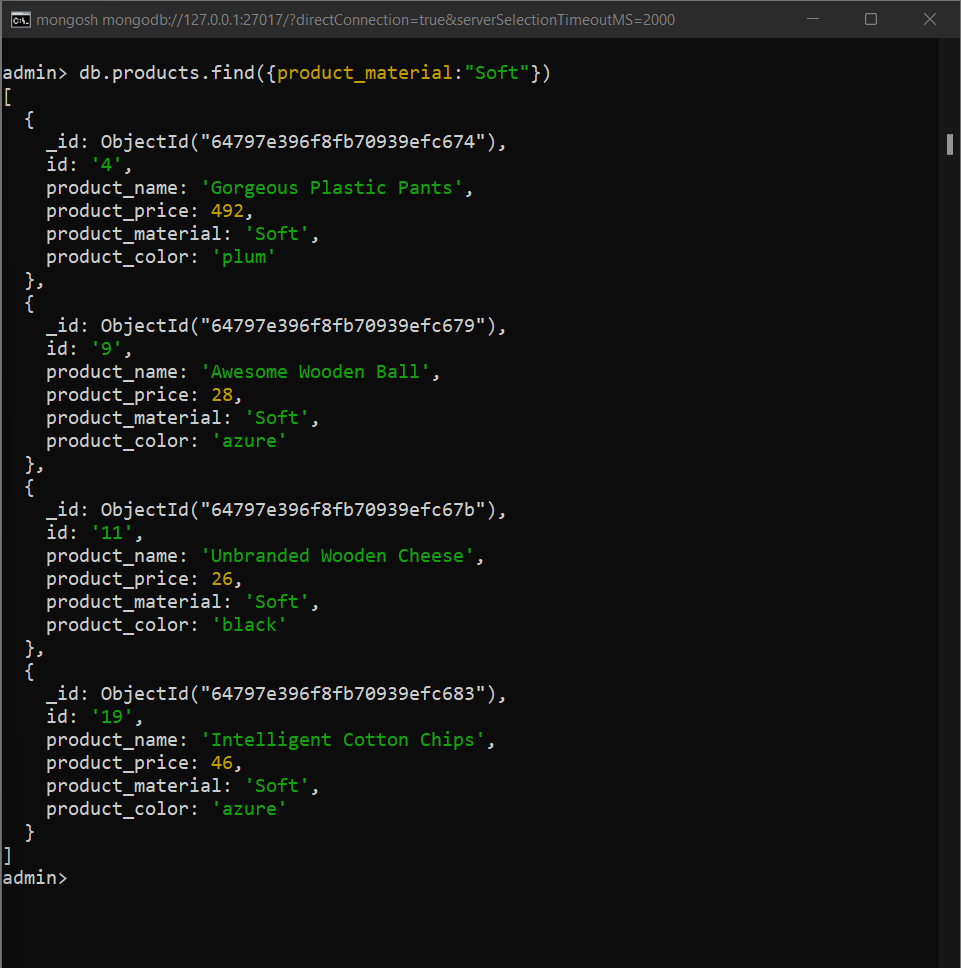 mongosh mongodb://127.0.0.1:27017/?directConnection=true&serverSelectionTimeoutMS=2000
admin> db.products.find({product_material:"Soft"})
[
  {
    _id: ObjectId("64797e396f8fb70939efc674"),
    id: '4',
    product_name: 'Gorgeous Plastic Pants',
    product_price: 492,
    product_material: 'Soft',
    product_color: 'plum'
  },
  {
    _id: ObjectId("64797e396f8fb70939efc679"),
    id: '9',
    product_name: 'Awesome Wooden Ball',
    product_price: 28,
    product_material: 'Soft',
    product_color: 'azure'
  },
  {
    _id: ObjectId("64797e396f8fb70939efc67b"),
    id: '11',
    product_name: 'Unbranded Wooden Cheese',
    product_price: 26,
    product_material: 'Soft',
    product_color: 'black'
  },
  {
    _id: ObjectId("64797e396f8fb70939efc683"),
    id: '19',
    product_name: 'Intelligent Cotton Chips',
    product_price: 46,
    product_material: 'Soft',
    product_color: 'azure'
  }
]
admin>